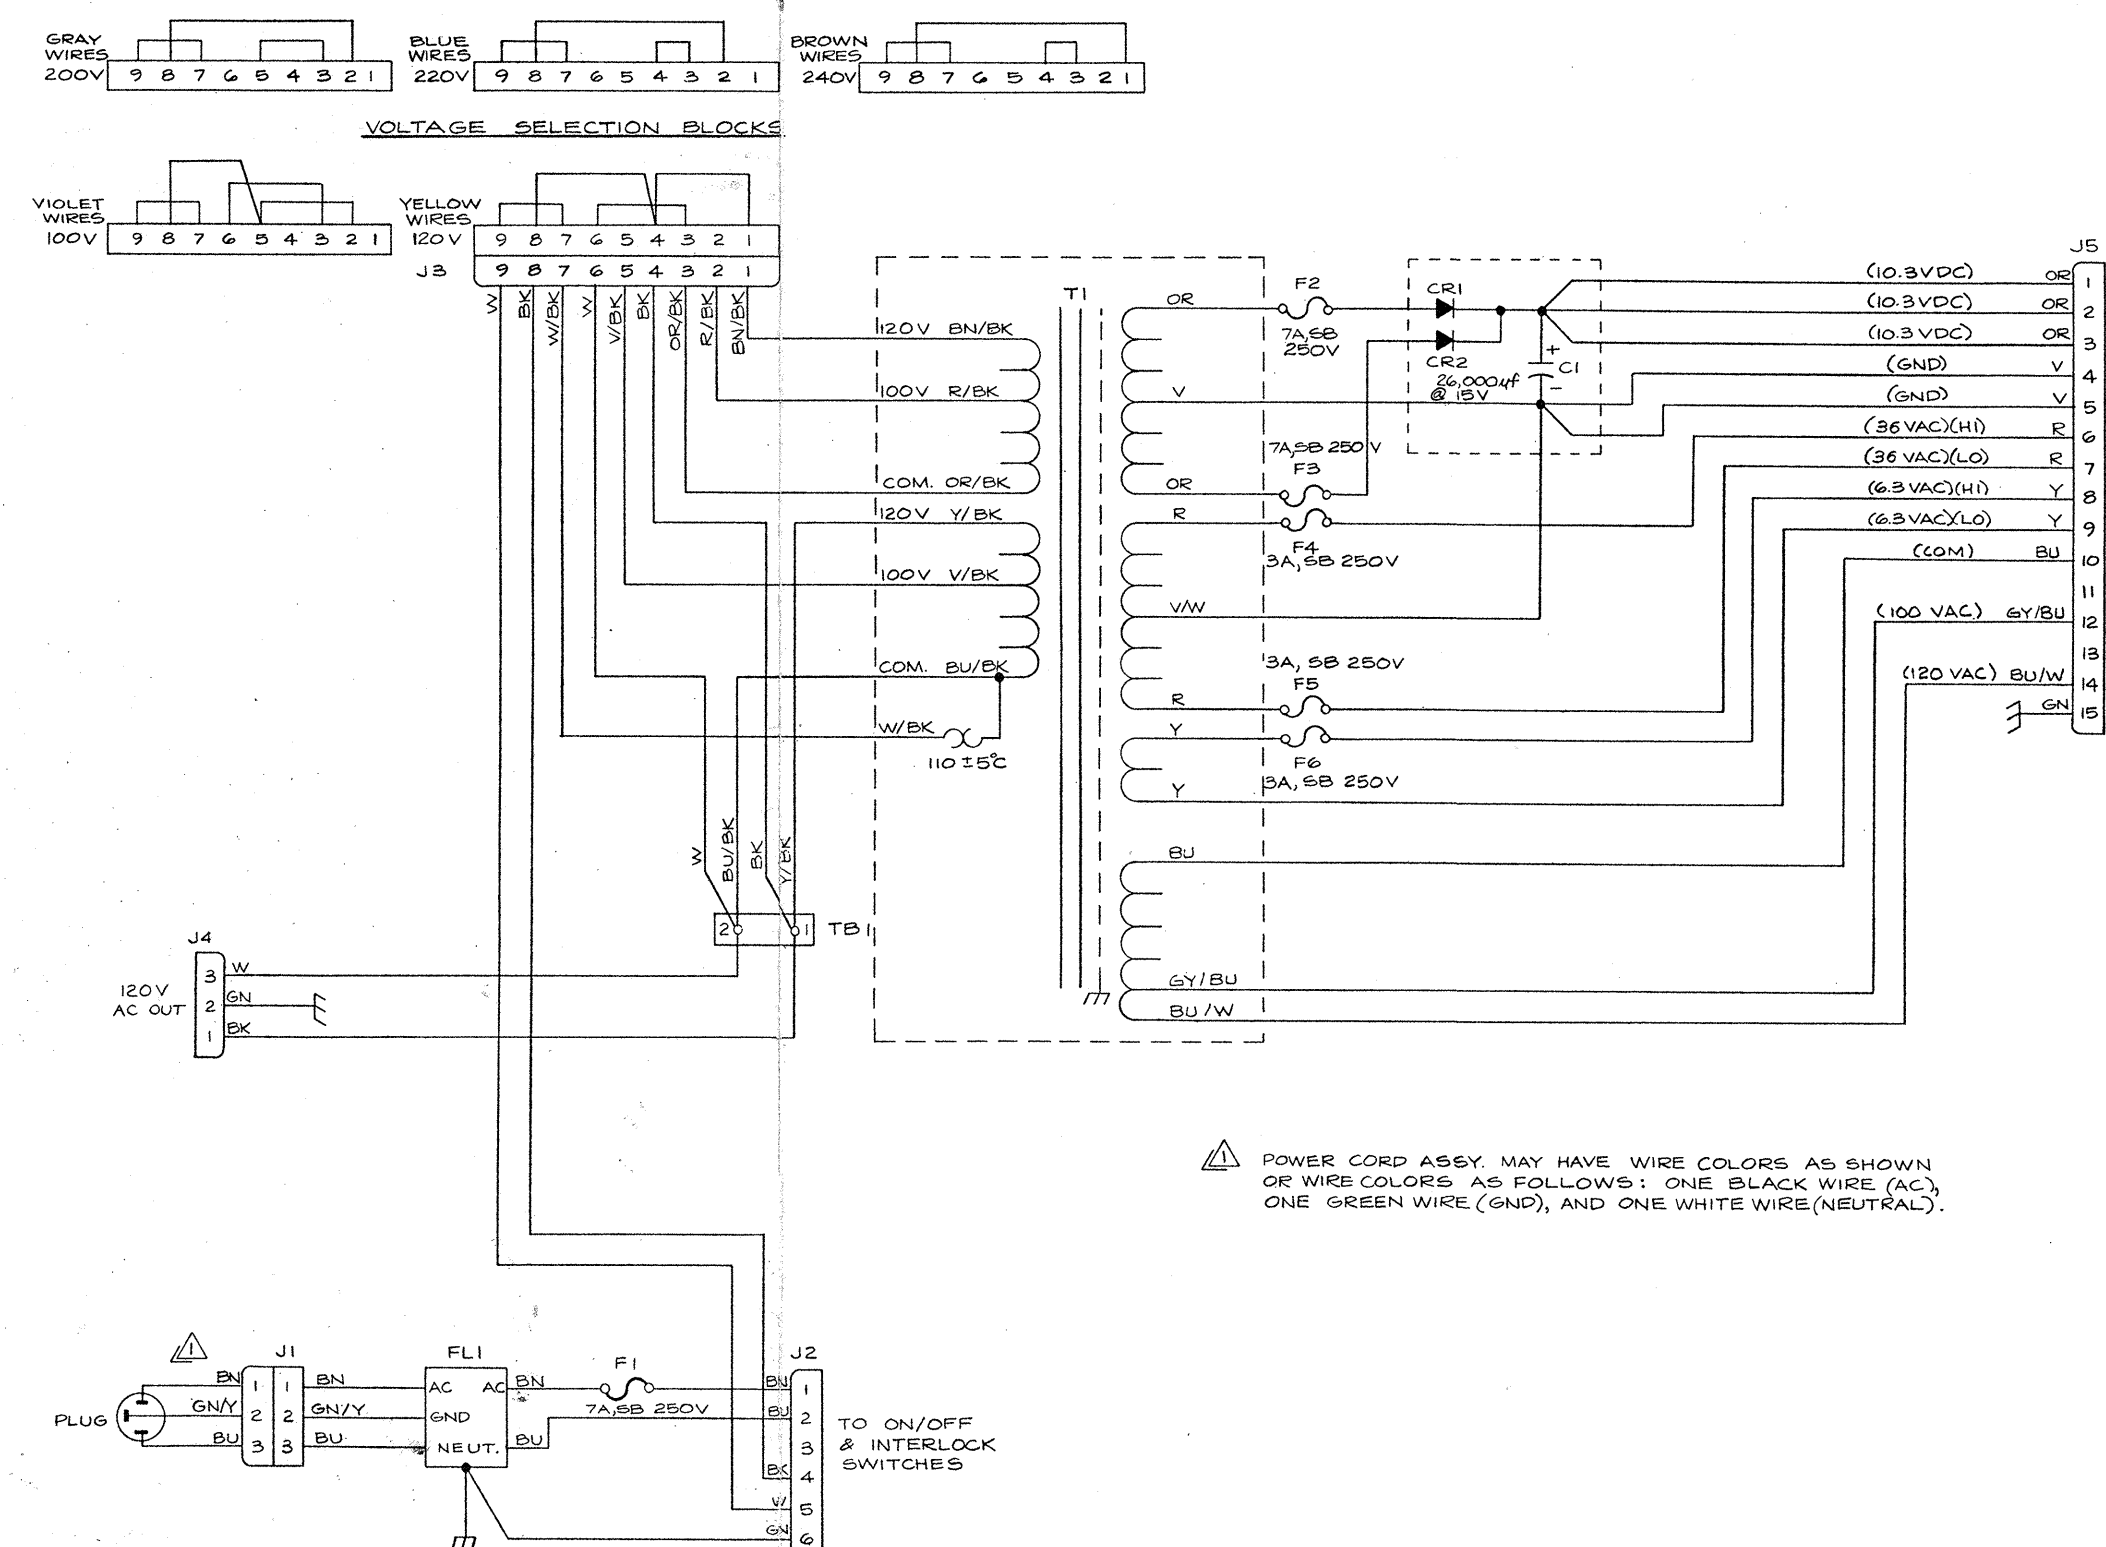 GRAY
WIRES
200V
9 8 7 6 5 4 3 2 1
BLUE
WIRES
220V
9 8 7 6 5 4 3 2 1
BROWN
WIRES
240V
9 8 7 6 5 4 3 2 1
VOLTAGE SELECTION BLOCKS
VIOLET
WIRES
100V
9 8 7 6 5 4 3 2 1
YELLOW
WIRES
120V
9 8 7 6 5 4 3 2 1
J3
9 8 7 6 5 4 3 2 1
W
BK
W/BK
W
V/BK
BK
OR/BK
R/BK
BN/BK
T1
120V BN/BK
100V R/BK
COM. OR/BK
120V Y/BK
100V V/BK
COM. BU/BK
W/BK
110 ±5°C
OR
V
OR
R
V/W
R
Y
Y
BU
GY/BU
BU/W
F2
7A,SB
250V
7A,SB 250V
F3
F4
3A,SB 250V
3A, SB 250V
F5
F6
3A, SB 250V
CR1
CR2
26,000uf
@ 15V
+
C1
−
J5
(10.3VDC) OR 1
(10.3VDC) OR 2
(10.3VDC) OR 3
(GND) V 4
(GND) V 5
(36 VAC)(HI) R 6
(36 VAC)(LO) R 7
(6.3 VAC)(HI) Y 8
(6.3 VAC)(LO) Y 9
(COM) BU 10
11
(100 VAC) GY/BU 12
13
(120 VAC) BU/W 14
GN 15
W
BU/BK
BK
Y/BK
2 1
TB1
J4
120V
AC OUT
3 W
2 GN
1 BK
1
POWER CORD ASSY. MAY HAVE WIRE COLORS AS SHOWN
OR WIRE COLORS AS FOLLOWS: ONE BLACK WIRE (AC),
ONE GREEN WIRE (GND), AND ONE WHITE WIRE (NEUTRAL).
1
PLUG
J1
BN 1 1 BN
GN/Y 2 2 GN/Y
BU 3 3 BU
FL1
AC AC
GND
NEUT.
BN
BU
F1
7A,SB 250V
J2
BN 1
BU 2
3
BK 4
W 5
GN 6
TO ON/OFF
& INTERLOCK
SWITCHES